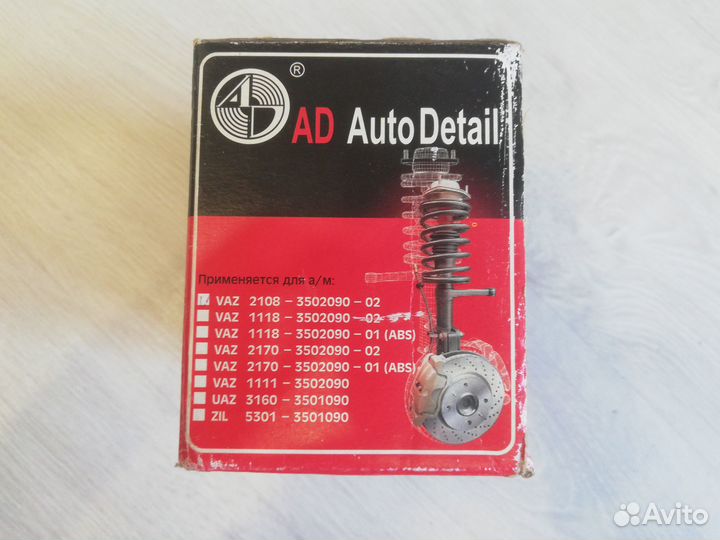 AD ®
AD Auto Detail
Применяется для а/м:
VAZ 2108 – 3502090 – 02
VAZ 1118 – 3502090 – 02
VAZ 1118 – 3502090 – 01 (ABS)
VAZ 2170 – 3502090 – 02
VAZ 2170 – 3502090 – 01 (ABS)
VAZ 1111 – 3502090
UAZ 3160 – 3501090
ZIL 5301 – 3501090
Avito